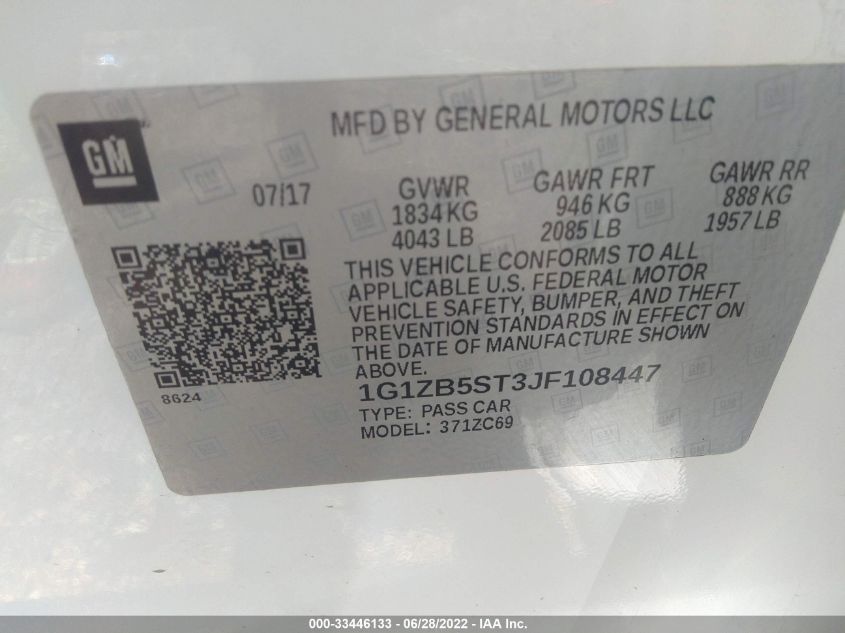 MFD BY GENERAL MOTORS LLC
GM
07/17
GVWR
1834 KG
4043 LB
GAWR FRT
946 KG
2085 LB
GAWR RR
888 KG
1957 LB
THIS VEHICLE CONFORMS TO ALL
APPLICABLE U.S. FEDERAL MOTOR
VEHICLE SAFETY, BUMPER, AND THEFT
PREVENTION STANDARDS IN EFFECT ON
THE DATE OF MANUFACTURE SHOWN
ABOVE.
8624
1G1ZB5ST3JF108447
TYPE: PASS CAR
MODEL: 371ZC69
000-33446133 - 06/28/2022 - IAA Inc.